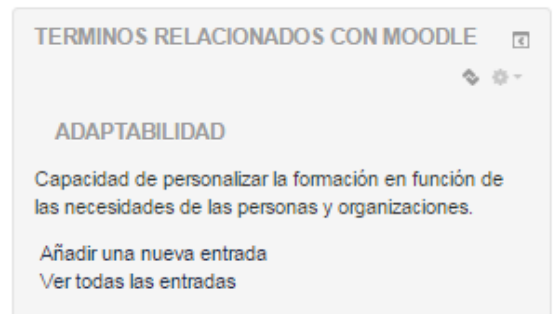 TERMINOS RELACIONADOS CON MOODLE
ADAPTABILIDAD
Capacidad de personalizar la formación en función de
las necesidades de las personas y organizaciones.
Añadir una nueva entrada
Ver todas las entradas